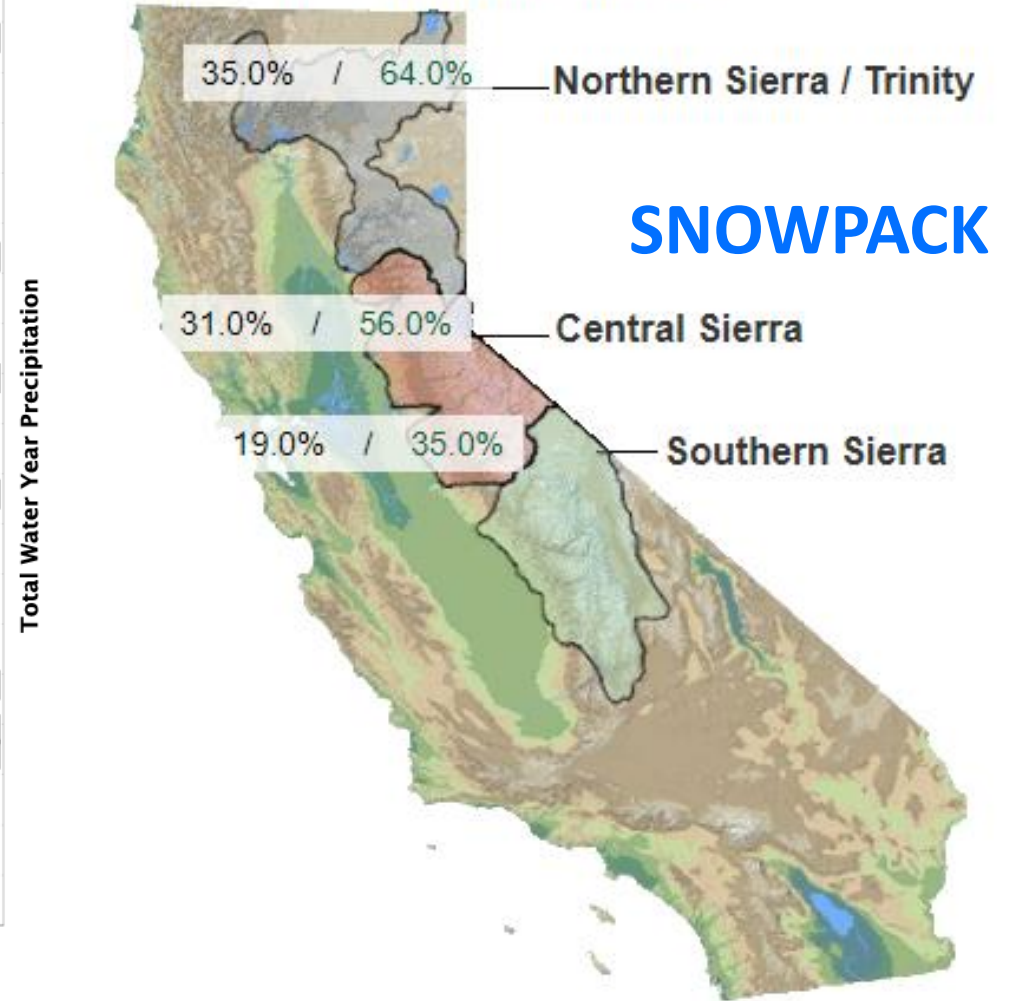 35.0% / 64.0%
Northern Sierra / Trinity
SNOWPACK
Total Water Year Precipitation
31.0% / 56.0%
Central Sierra
19.0% / 35.0%
Southern Sierra